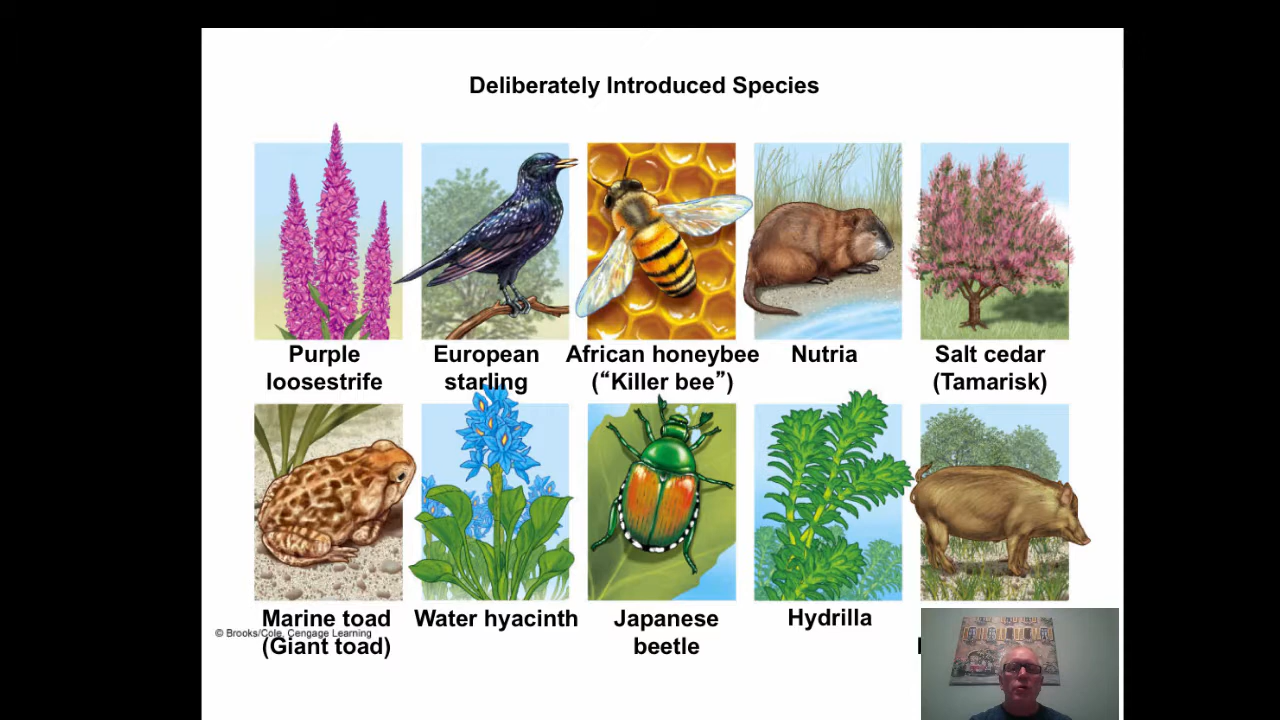 Deliberately Introduced Species
Purple
loosestrife
European
starling
African honeybee
(“Killer bee”)
Nutria
Salt cedar
(Tamarisk)
Marine toad
(Giant toad)
Water hyacinth
Japanese
beetle
Hydrilla
© Brooks/Cole, Cengage Learning